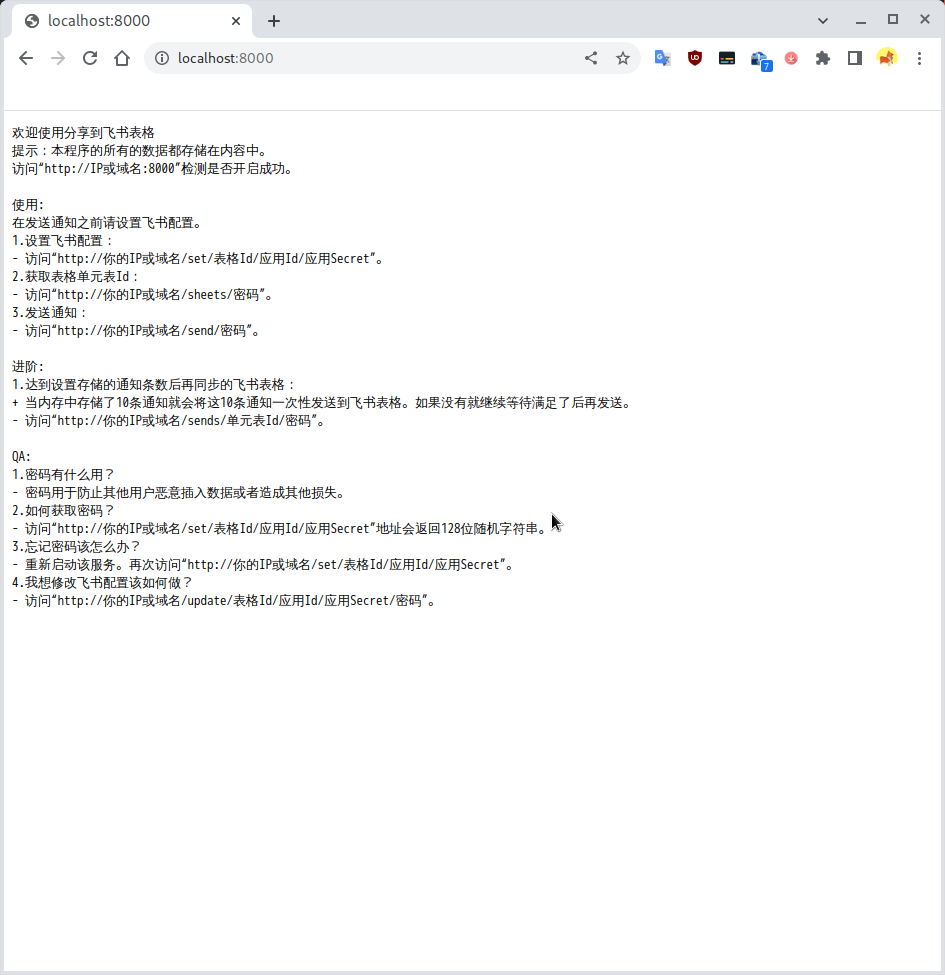 localhost:8000
localhost:8000
7
欢迎使用分享到飞书表格
提示：本程序的所有的数据都存储在内容中。
访问“http://IP或域名:8000”检测是否开启成功。
使用:
在发送通知之前请设置飞书配置。
1.设置飞书配置：
- 访问“http://你的IP或域名/set/表格Id/应用Id/应用Secret”。
2.获取表格单元表Id：
- 访问“http://你的IP或域名/sheets/密码”。
3.发送通知：
- 访问“http://你的IP或域名/send/密码”。
进阶:
1.达到设置存储的通知条数后再同步的飞书表格：
+ 当内存中存储了10条通知就会将这10条通知一次性发送到飞书表格。如果没有就继续等待满足了后再发送。
- 访问“http://你的IP或域名/sends/单元表Id/密码”。
QA:
1.密码有什么用？
- 密码用于防止其他用户恶意插入数据或者造成其他损失。
2.如何获取密码？
- 访问“http://你的IP或域名/set/表格Id/应用Id/应用Secret”地址会返回128位随机字符串。
3.忘记密码该怎么办？
- 重新启动该服务。再次访问“http://你的IP或域名/set/表格Id/应用Id/应用Secret”。
4.我想修改飞书配置该如何做？
- 访问“http://你的IP或域名/update/表格Id/应用Id/应用Secret/密码”。